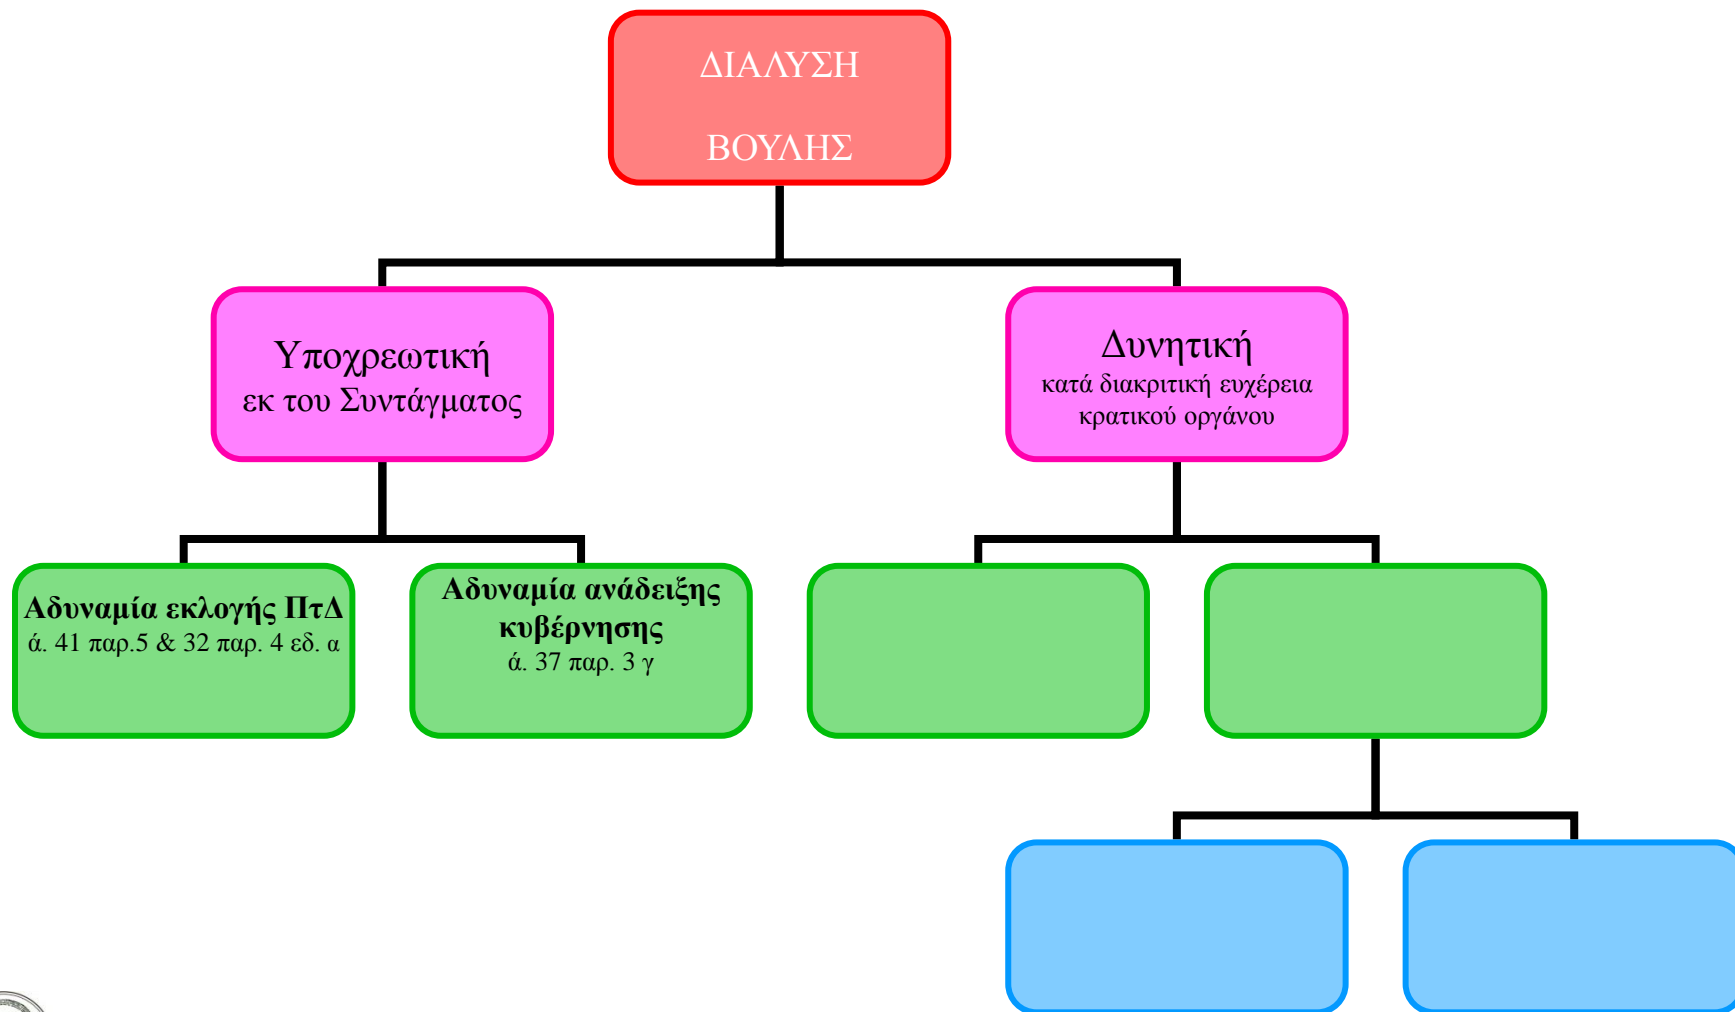 ΔΙΑΛΥΣΗ
ΒΟΥΛΗΣ
Υποχρεωτική
εκ του Συντάγματος
Δυνητική
κατά διακριτική ευχέρεια
κρατικού οργάνου
Αδυναμία εκλογής ΠτΔ
ά. 41 παρ.5 & 32 παρ. 4 εδ. α
Αδυναμία ανάδειξης
κυβέρνησης
ά. 37 παρ. 3 γ